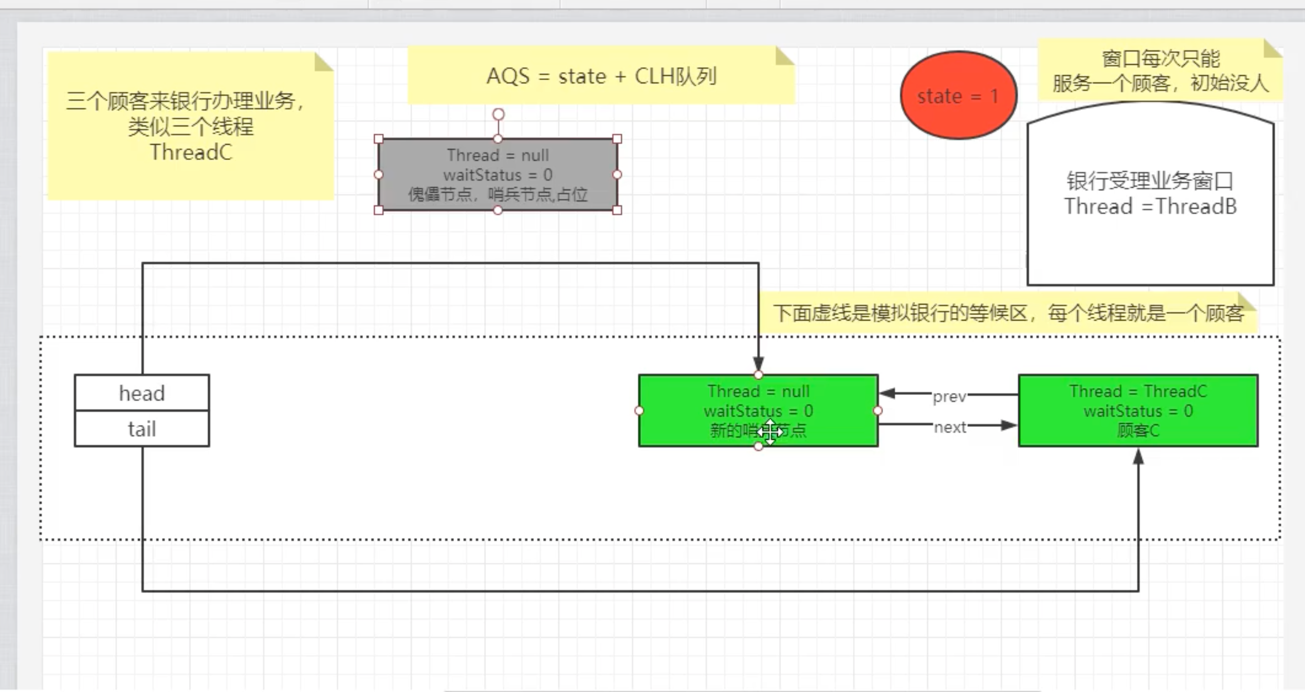 三个顾客来银行办理业务，
类似三个线程
ThreadC
AQS = state + CLH队列
Thread = null
waitStatus = 0
傀儡节点，哨兵节点,占位
state = 1
窗口每次只能
服务一个顾客，初始没人
银行受理业务窗口
Thread =ThreadB
下面虚线是模拟银行的等候区，每个线程就是一个顾客
head
tail
Thread = null
waitStatus = 0
新的哨兵节点
prev
next
Thread = ThreadC
waitStatus = 0
顾客C